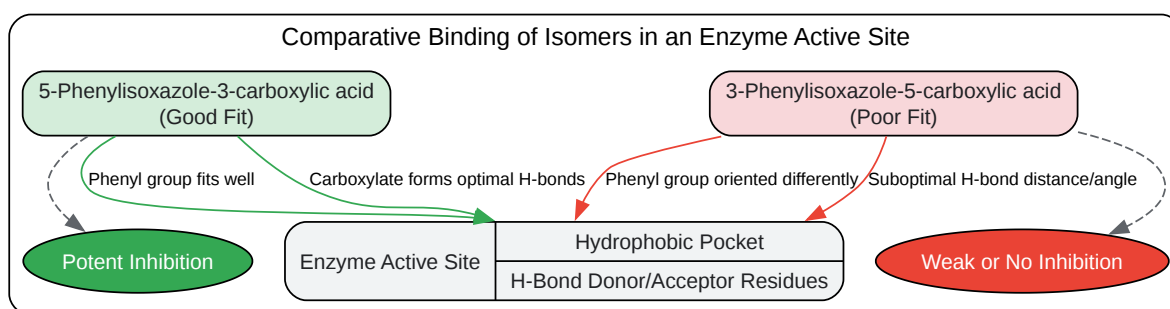 Comparative Binding of Isomers in an Enzyme Active Site
5-Phenylisoxazole-3-carboxylic acid
(Good Fit)
3-Phenylisoxazole-5-carboxylic acid
(Poor Fit)
Phenyl group fits well
Carboxylate forms optimal H-bonds
Phenyl group oriented differently
Suboptimal H-bond distance/angle
Potent Inhibition
Enzyme Active Site
Hydrophobic Pocket
H-Bond Donor/Acceptor Residues
Weak or No Inhibition